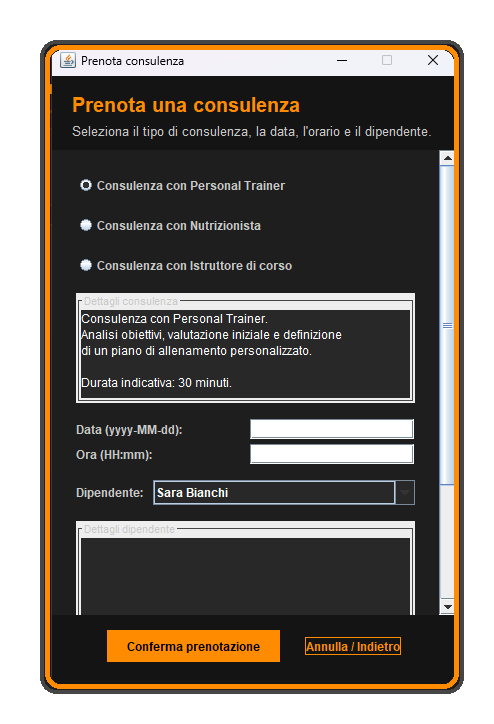 Prenota consulenza
Prenota una consulenza
Seleziona il tipo di consulenza, la data, l'orario e il dipendente.
Consulenza con Personal Trainer
Consulenza con Nutrizionista
Consulenza con Istruttore di corso
Dettagli consulenza
Consulenza con Personal Trainer.
Analisi obiettivi, valutazione iniziale e definizione
di un piano di allenamento personalizzato.
Durata indicativa: 30 minuti.
Data (yyyy-MM-dd):
Ora (HH:mm):
Dipendente: Sara Bianchi
Dettagli dipendente
Conferma prenotazione Annulla / Indietro